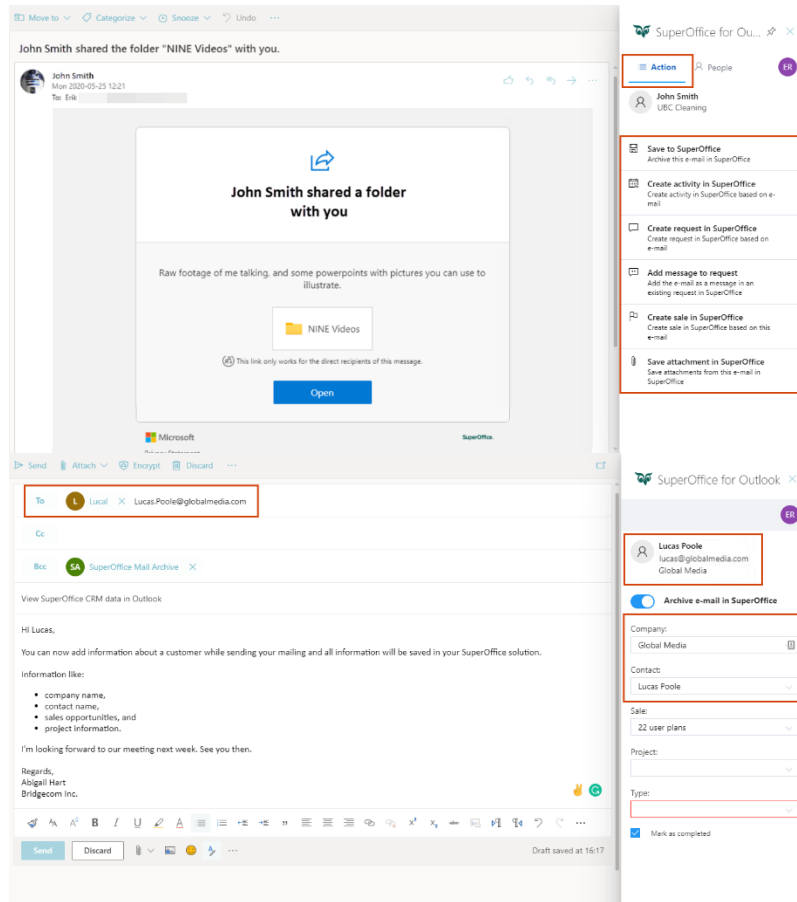 Move to Categorize Snooze Undo ...
John Smith shared the folder "NINE Videos" with you.
John Smith
Mon 2020-05-25 12:21
To: Erik
John Smith shared a folder
with you
Raw footage of me talking, and some powerpoints with pictures you can use to
illustrate.
NINE Videos
This link only works for the direct recipients of this message.
Open
Microsoft
SuperOffice.
Privacy Statement
SuperOffice for Ou...
Action People
ER
John Smith
UBC Cleaning
Save to SuperOffice
Archive this e-mail in SuperOffice
Create activity in SuperOffice
Create activity in SuperOffice based on e-
mail
Create request in SuperOffice
Create request in SuperOffice based on
e-mail
Add message to request
Add the e-mail as a message in an
existing request in SuperOffice
Create sale in SuperOffice
Create sale in SuperOffice based on this
e-mail
Save attachment in SuperOffice
Save attachments from this e-mail in
SuperOffice
Send Attach Encrypt Discard ...
To L Lucal Lucas.Poole@globalmedia.com
Cc
Bcc SA SuperOffice Mail Archive
View SuperOffice CRM data in Outlook
Hi Lucas,
You can now add information about a customer while sending your mailing and all information will be saved in your SuperOffice solution.
Information like:
• company name,
• contact name,
• sales opportunities, and
• project information.
I'm looking forward to our meeting next week. See you then.
Regards,
Abigail Hart
Bridgecom Inc.
Send Discard ... Draft saved at 16:17
SuperOffice for Outlook
ER
Lucas Poole
lucas@globalmedia.com
Global Media
Archive e-mail in SuperOffice
Company:
Global Media
Contact:
Lucas Poole
Sale:
22 user plans
Project:
Type:
Mark as completed